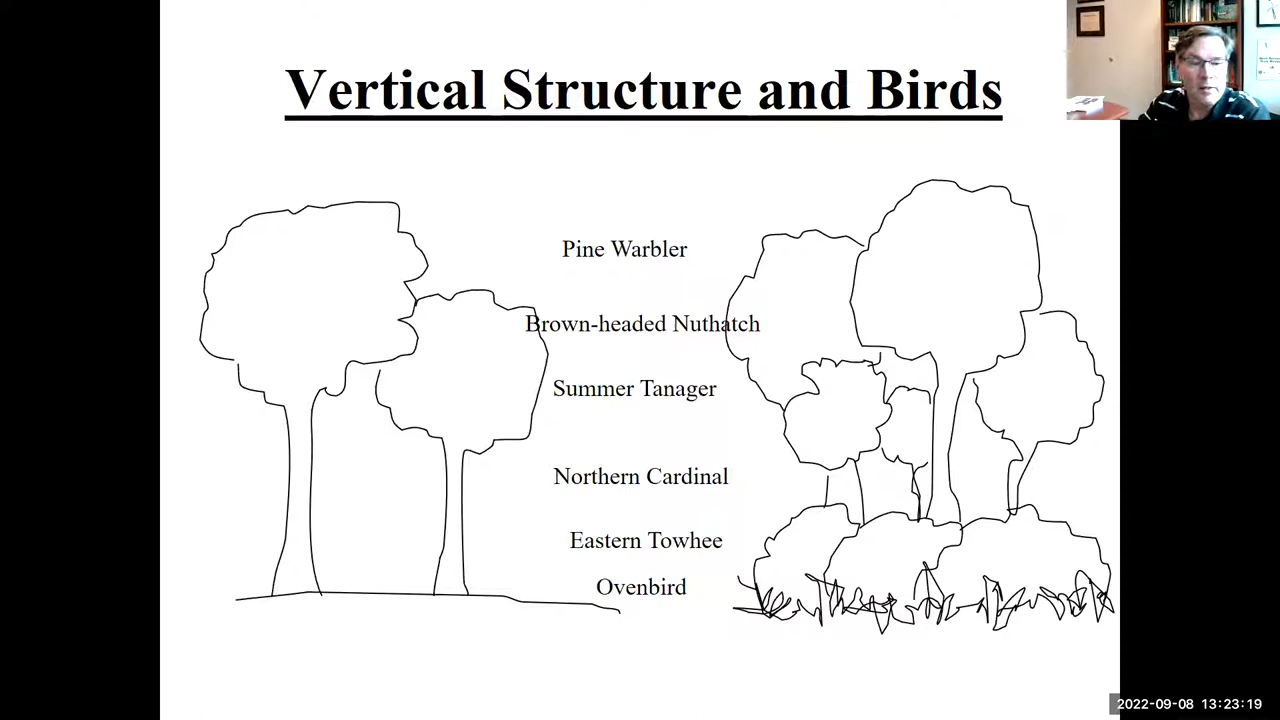 Vertical Structure and Birds
Pine Warbler
Brown-headed Nuthatch
Summer Tanager
Northern Cardinal
Eastern Towhee
Ovenbird
2022-09-08 13:23:19